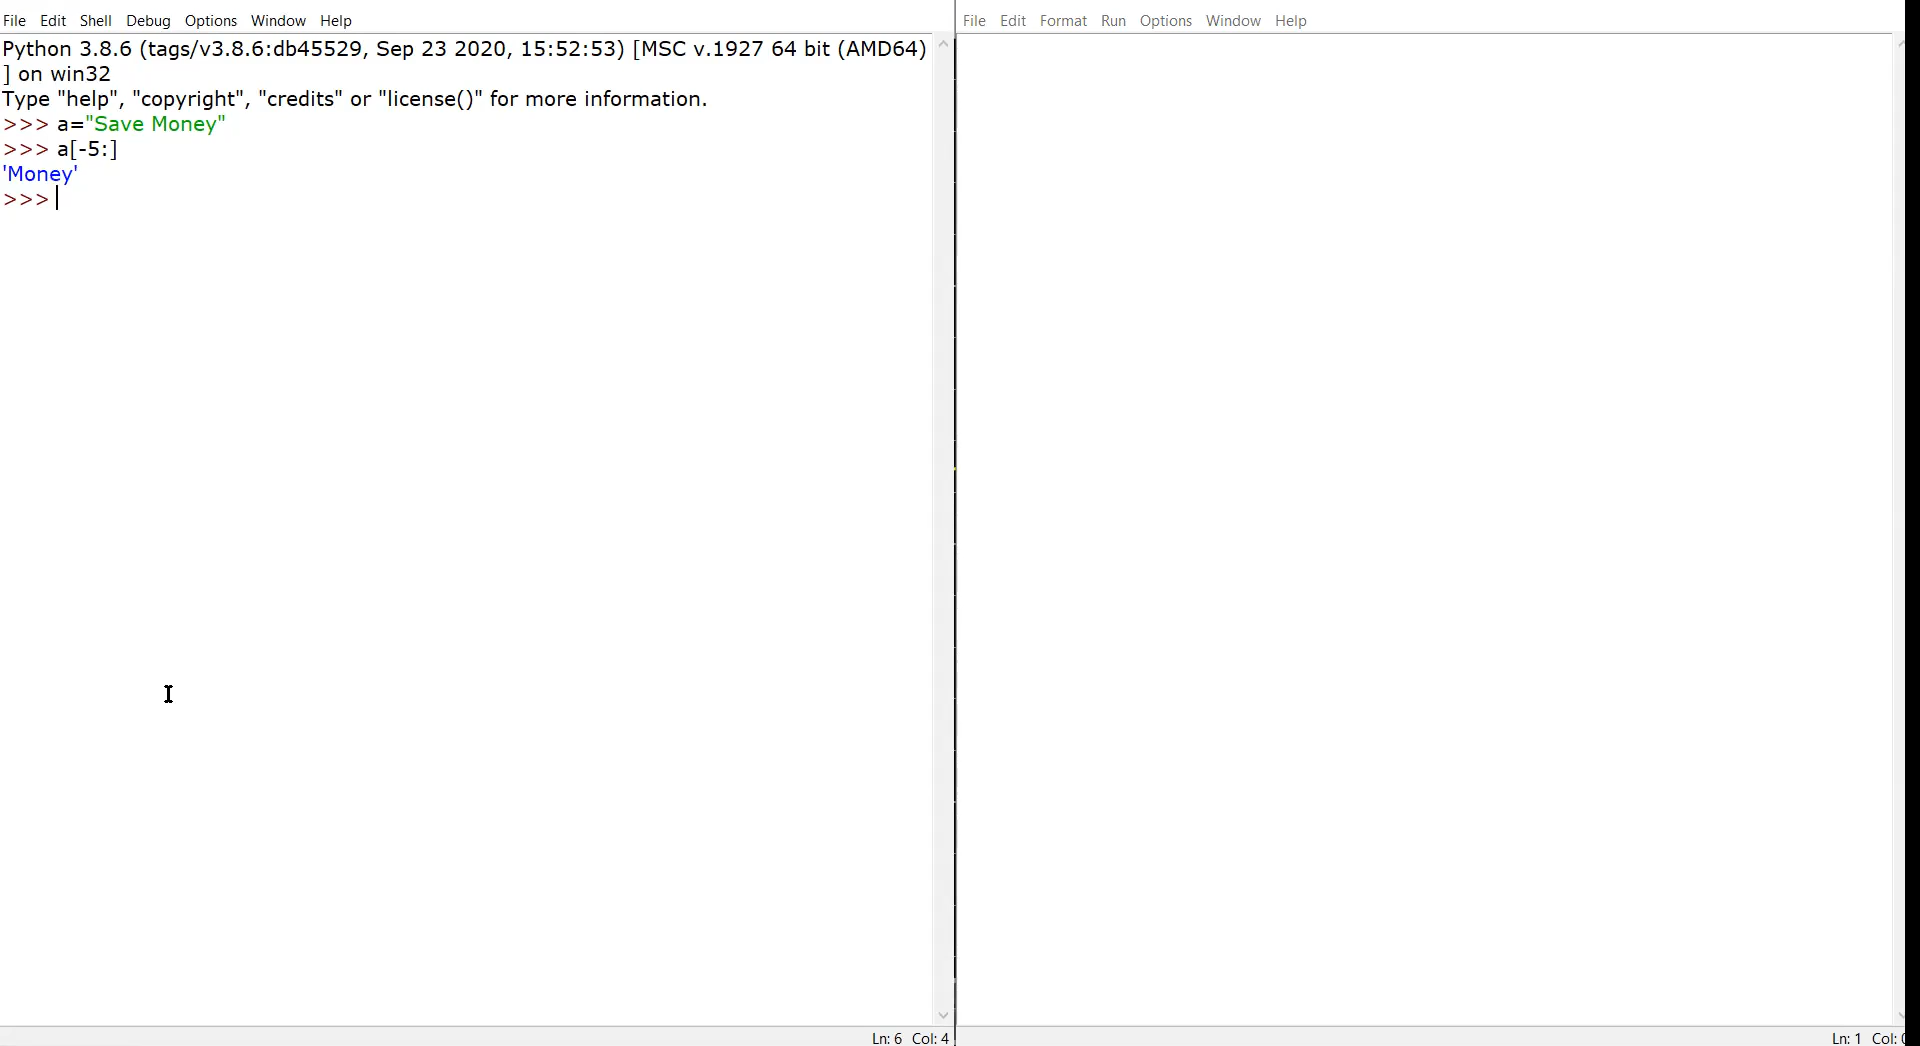 File Edit Shell Debug Options Window Help
Python 3.8.6 (tags/v3.8.6:db45529, Sep 23 2020, 15:52:53) [MSC v.1927 64 bit (AMD64)
] on win32
Type "help", "copyright", "credits" or "license()" for more information.
>>> a="Save Money"
>>> a[-5:]
'Money'
>>>
Ln: 6 Col: 4
File Edit Format Run Options Window Help
Ln: 1 Col: